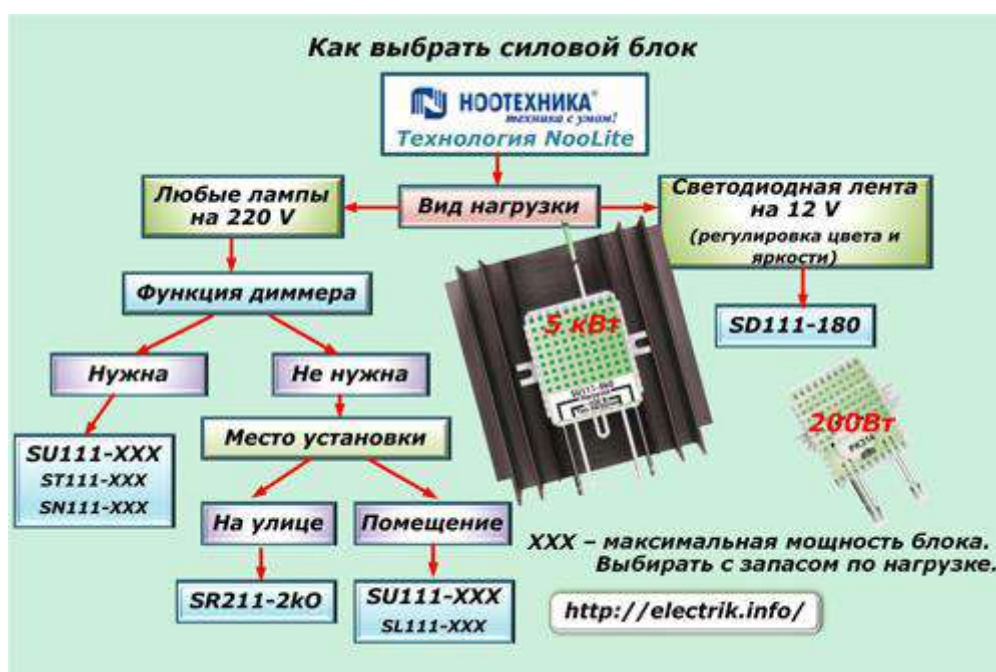 Как выбрать силовой блок
НООТЕХНИКА®
техника с умом!
Технология NooLite
Любые лампы
на 220 V
Вид нагрузки
Светодиодная лента
на 12 V
(регулировка цвета и
яркости)
Функция диммера
SD111-180
Нужна
Не нужна
5 кВт
SU111-XXX
ST111-XXX
SN111-XXX
Место установки
200Вт
На улице
Помещение
SR211-2kO
SU111-XXX
SL111-XXX
XXX – максимальная мощность блока.
Выбирать с запасом по нагрузке.
http://electrik.info/